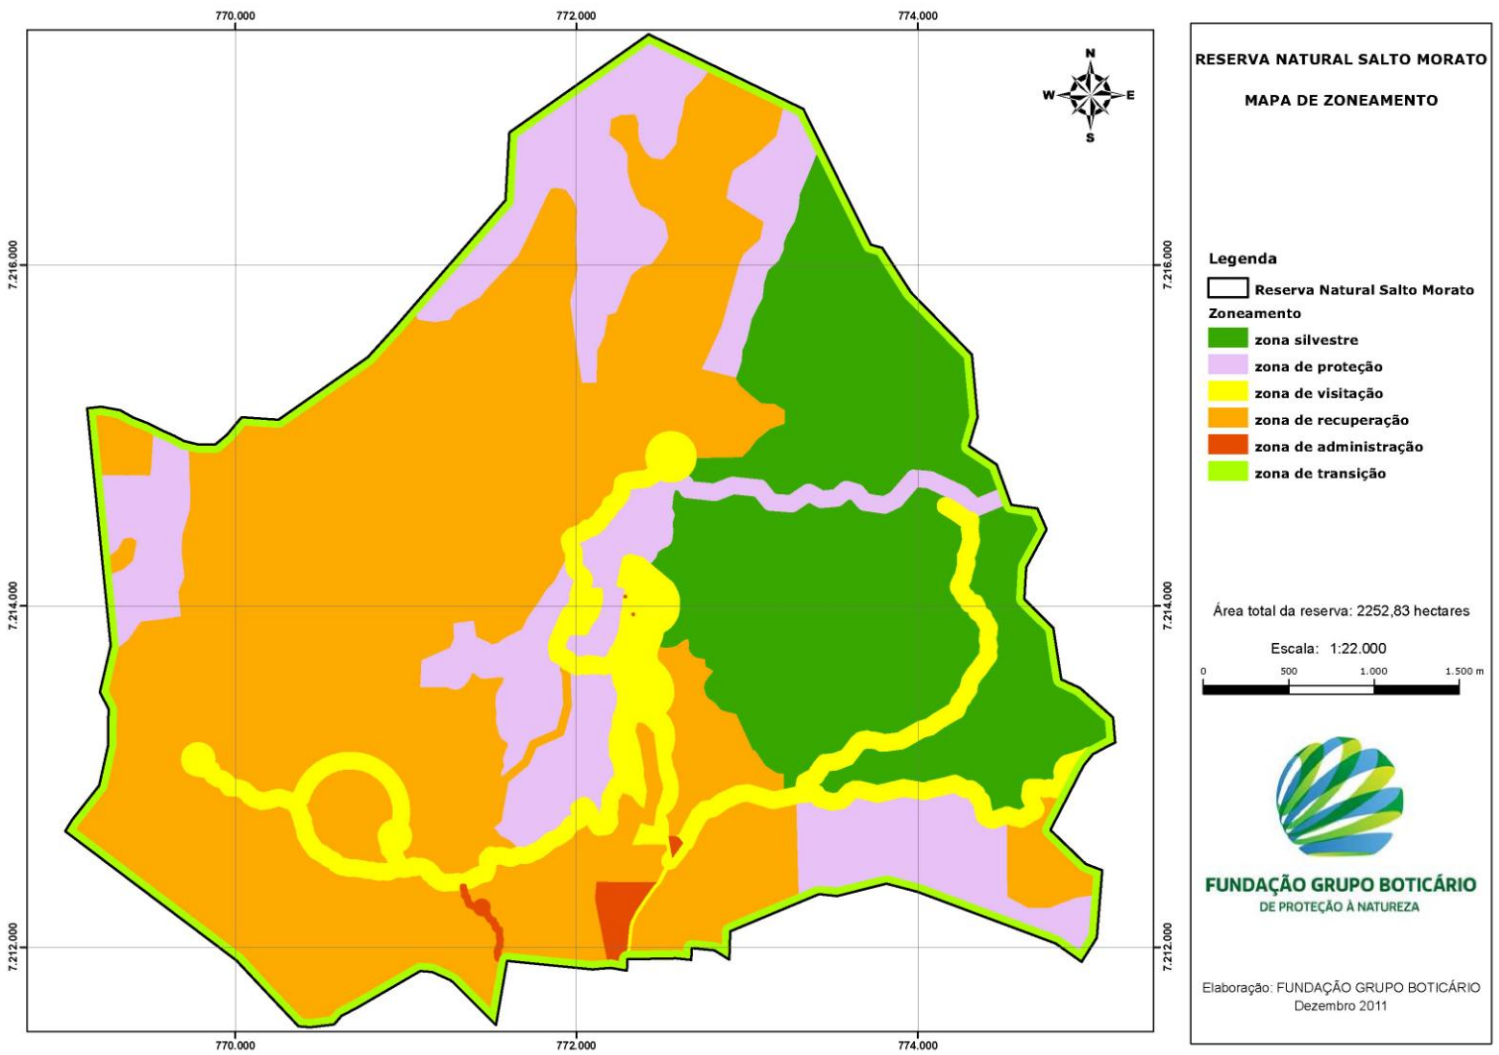 770.000
772.000
774.000
7.216.000
7.214.000
7.212.000
N
W
E
S
7.216.000
7.214.000
7.212.000
770.000
772.000
774.000
RESERVA NATURAL SALTO MORATO
MAPA DE ZONEAMENTO
Legenda
Reserva Natural Salto Morato
Zoneamento
zona silvestre
zona de proteção
zona de visitação
zona de recuperação
zona de administração
zona de transição
Área total da reserva: 2252,83 hectares
Escala: 1:22.000
0 500 1.000 1.500 m
FUNDAÇÃO GRUPO BOTICÁRIO
DE PROTEÇÃO À NATUREZA
Elaboração: FUNDAÇÃO GRUPO BOTICÁRIO
Dezembro 2011